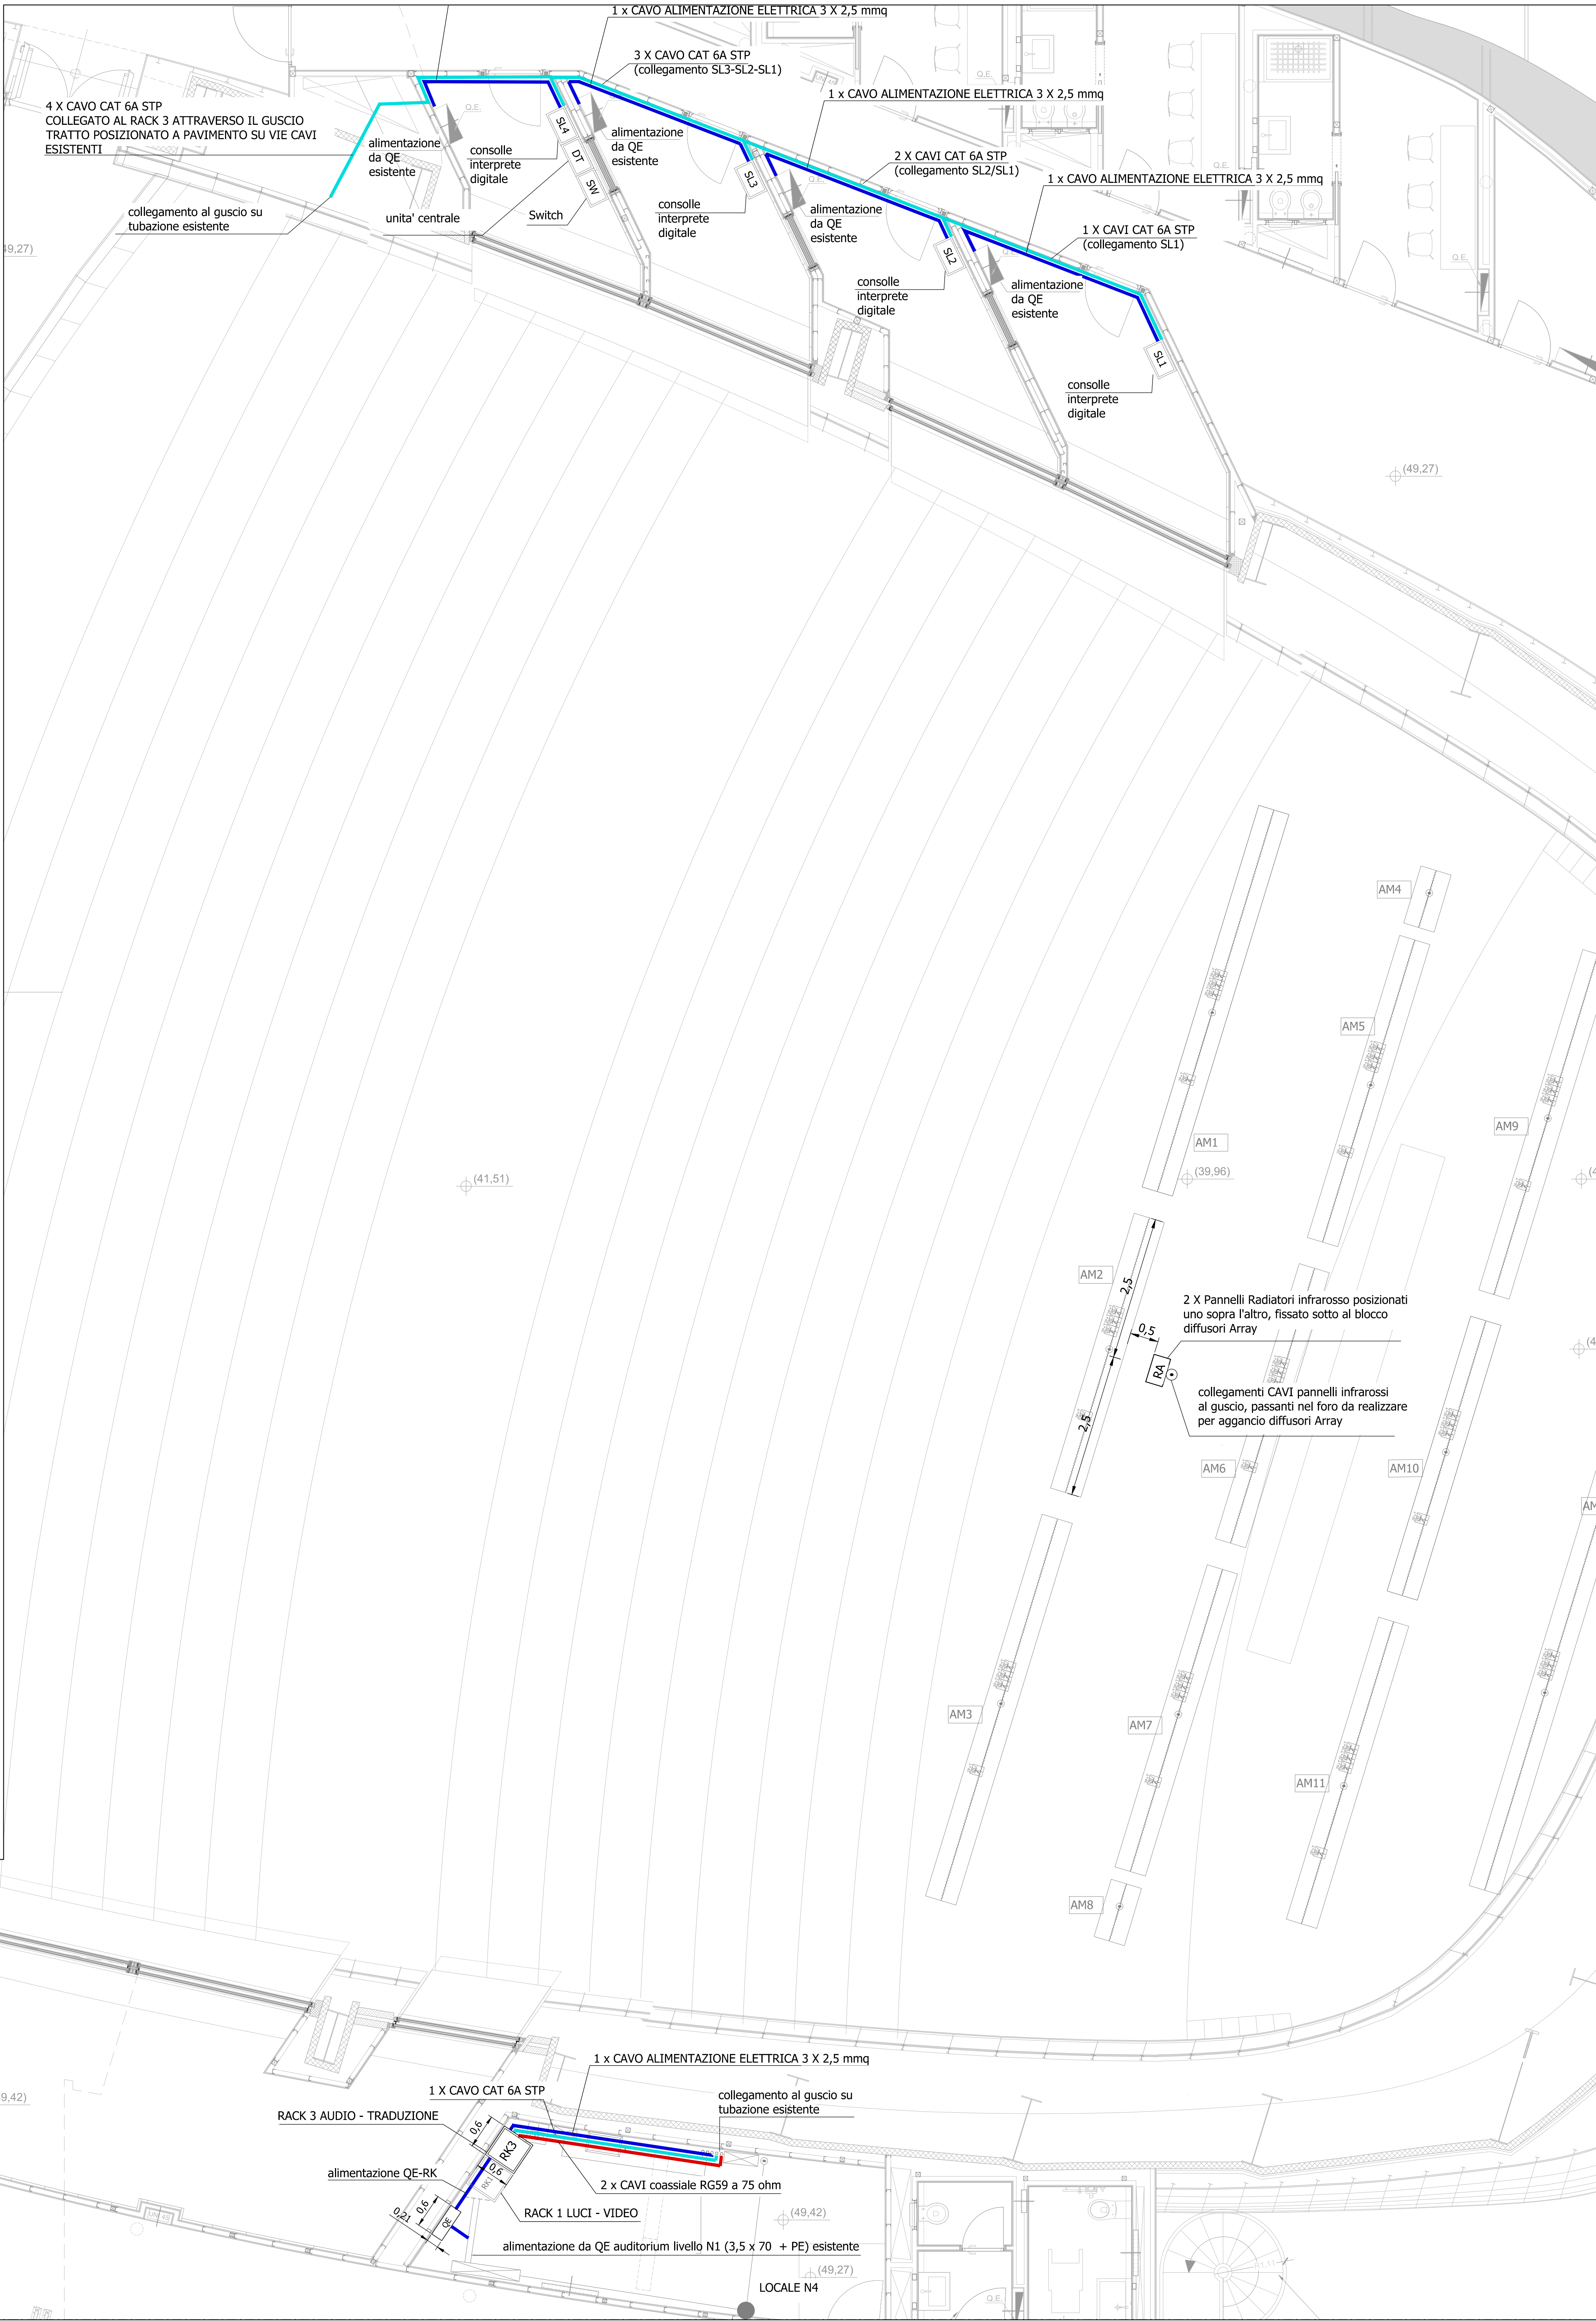 1 x CAVO ALIMENTAZIONE ELETTRICA 3 X 2,5 mmq
3 X CAVO CAT 6A STP
(collegamento SL3-SL2-SL1)
1 x CAVO ALIMENTAZIONE ELETTRICA 3 X 2,5 mmq
4 X CAVO CAT 6A STP
COLLEGATO AL RACK 3 ATTRAVERSO IL GUSCIO
TRATTO POSIZIONATO A PAVIMENTO SU VIE CAVI
ESISTENTI
alimentazione
da QE
esistente
consolle
interprete
digitale
SL4
DT
SW
alimentazione
da QE
esistente
2 X CAVI CAT 6A STP
(collegamento SL2/SL1)
1 x CAVO ALIMENTAZIONE ELETTRICA 3 X 2,5 mmq
collegamento al guscio su
tubazione esistente
unita' centrale
Switch
consolle
interprete
digitale
SL3
alimentazione
da QE
esistente
1 X CAVI CAT 6A STP
(collegamento SL1)
consolle
interprete
digitale
SL2
alimentazione
da QE
esistente
SL1
consolle
interprete
digitale
Q.E.
Q.E.
Q.E.
Q.E.
Q.E.
Q.E.
49,27)
(49,27)
AM4
AM5
AM9
AM1
(41,51)
(39,96)
AM2
2,5
0,5
2,5
RA
2 X Pannelli Radiatori infrarosso posizionati
uno sopra l'altro, fissato sotto al blocco
diffusori Array
collegamenti CAVI pannelli infrarossi
al guscio, passanti nel foro da realizzare
per aggancio diffusori Array
AM6
AM10
AM3
AM7
AM11
AM8
1 x CAVO ALIMENTAZIONE ELETTRICA 3 X 2,5 mmq
1 X CAVO CAT 6A STP
collegamento al guscio su
tubazione esistente
RACK 3 AUDIO - TRADUZIONE
0,6
RK3
0,6
RK1
alimentazione QE-RK
2 x CAVI coassiale RG59 a 75 ohm
0,6
0,21
QE
RACK 1 LUCI - VIDEO
(49,42)
alimentazione da QE auditorium livello N1 (3,5 x 70 + PE) esistente
(49,27)
LOCALE N4
9,42)
Q.E.